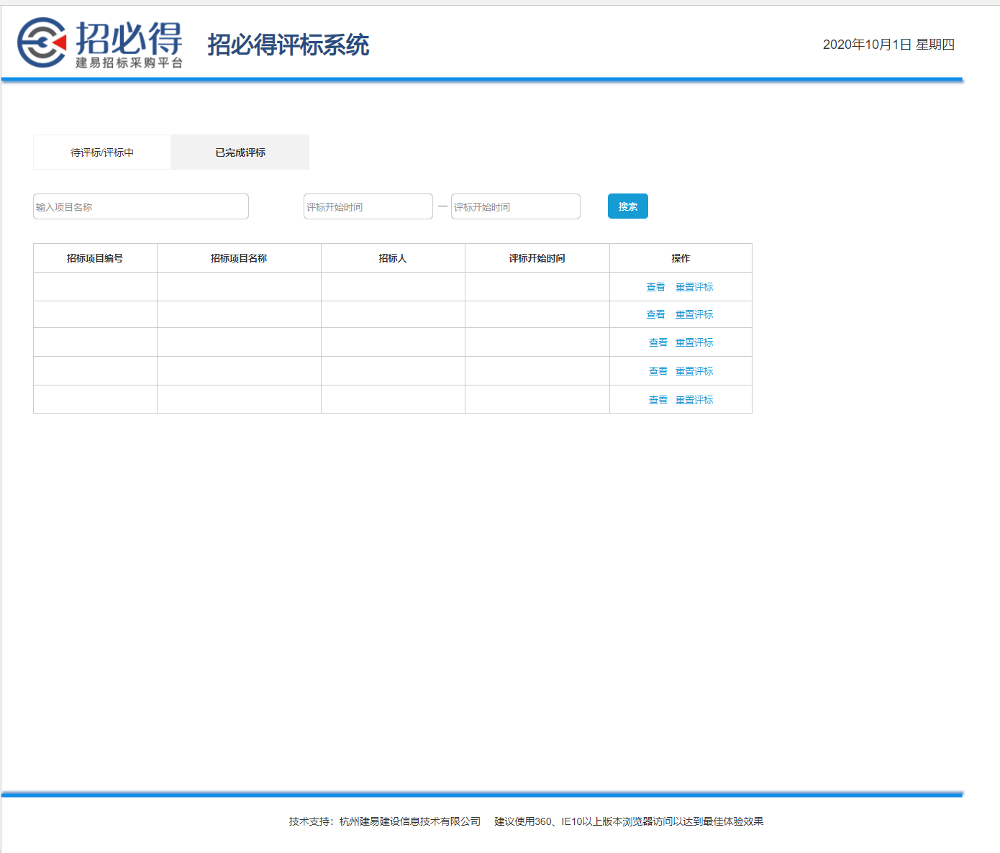 招必得
建易招标采购平台
招必得评标系统
2020年10月1日 星期四
待评标/评标中
已完成评标
输入项目名称
评标开始时间 — 评标开始时间
搜索
招标项目编号 招标项目名称 招标人 评标开始时间 操作
查看 重置评标
查看 重置评标
查看 重置评标
查看 重置评标
查看 重置评标
技术支持：杭州建易建设信息技术有限公司 建议使用360、IE10以上版本浏览器访问以达到最佳体验效果